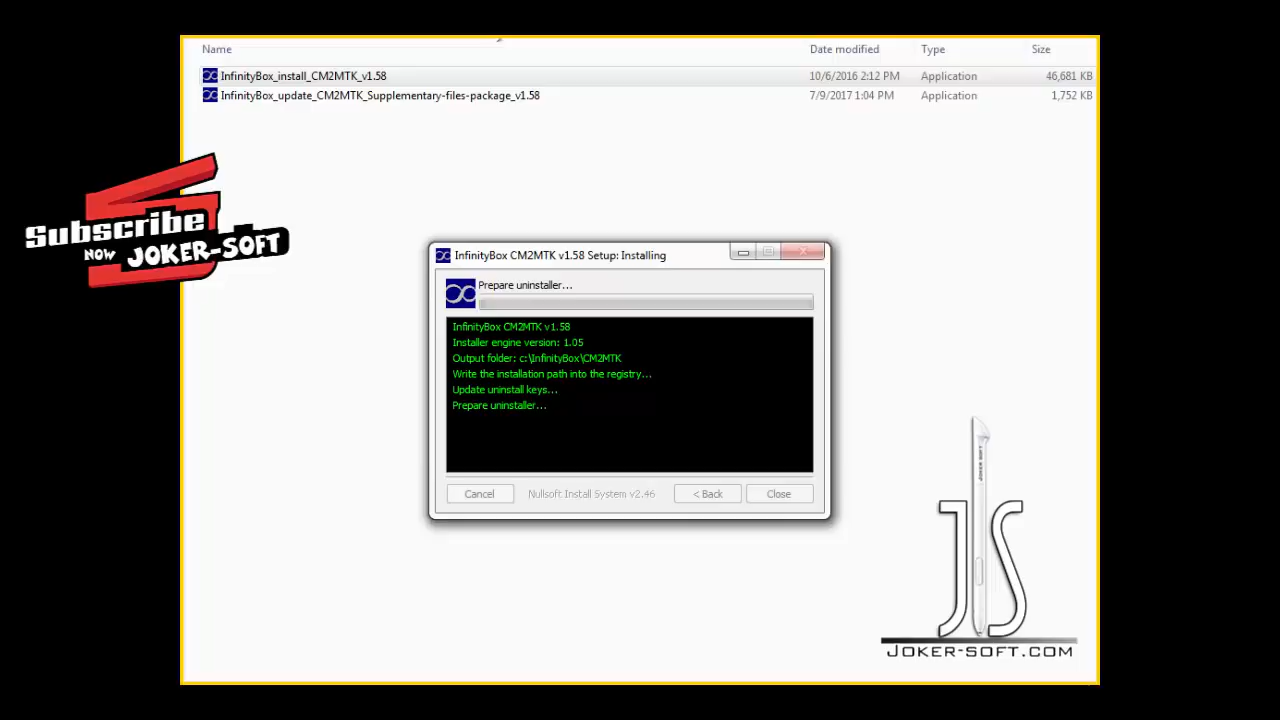 Name Date modified Type Size
InfinityBox_install_CM2MTK_v1.58 10/6/2016 2:12 PM Application 46,681 KB
InfinityBox_update_CM2MTK_Supplementary-files-package_v1.58 7/9/2017 1:04 PM Application 1,752 KB
Subscribe
NOW JOKER-SOFT
InfinityBox CM2MTK v1.58 Setup: Installing
Prepare uninstaller...
InfinityBox CM2MTK v1.58
Installer engine version: 1.05
Output folder: c:\InfinityBox\CM2MTK
Write the installation path into the registry...
Update uninstall keys...
Prepare uninstaller...
Cancel Nullsoft Install System v2.46 < Back Close
JOKER SOFT
JS
JOKER-SOFT.COM